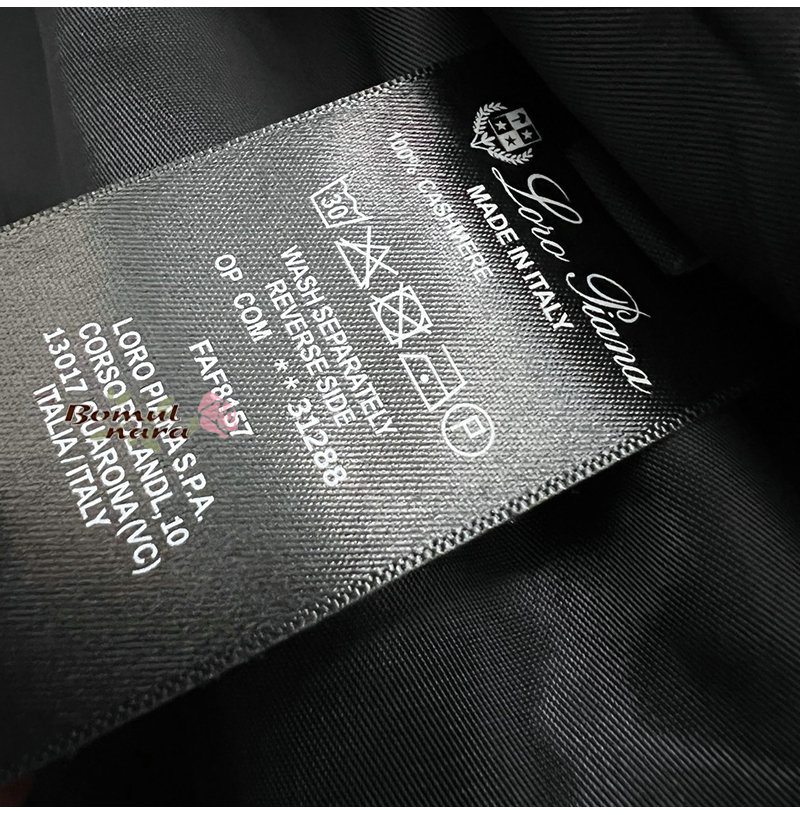 Loro Piana
MADE IN ITALY
100% CASHMERE
30
P
WASH SEPARATELY
REVERSE SIDE
** 31288
OP COM
FAF8157
LORO PIANA S.P.A.
CORSO ROLANDI, 10
13017 QUARONA (VC)
ITALIA / ITALY
Bomul
nara